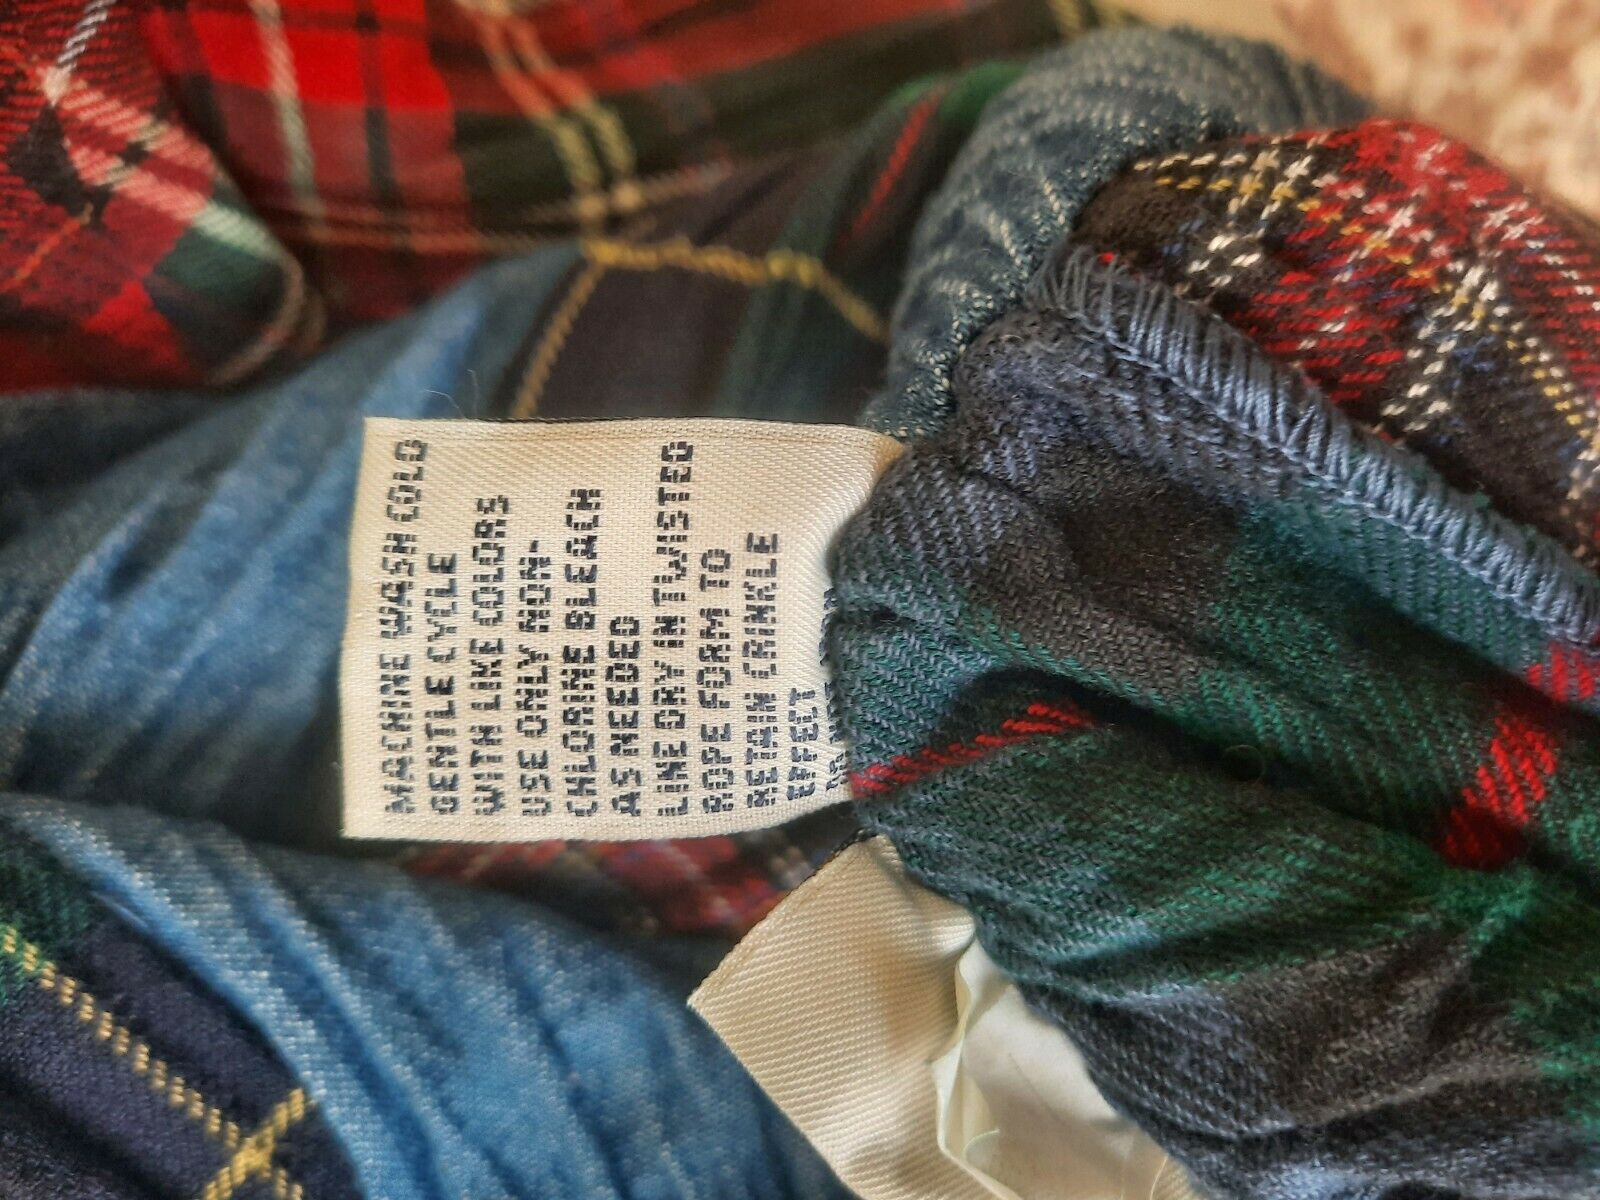 MACHINE WASH COLD
GENTLE CYCLE
WITH LIKE COLORS
USE ONLY NON-
CHLORINE BLEACH
AS NEEDED
LINE DRY IN TWISTED
ROPE FORM TO
RETAIN CRINKLE
EFFECT